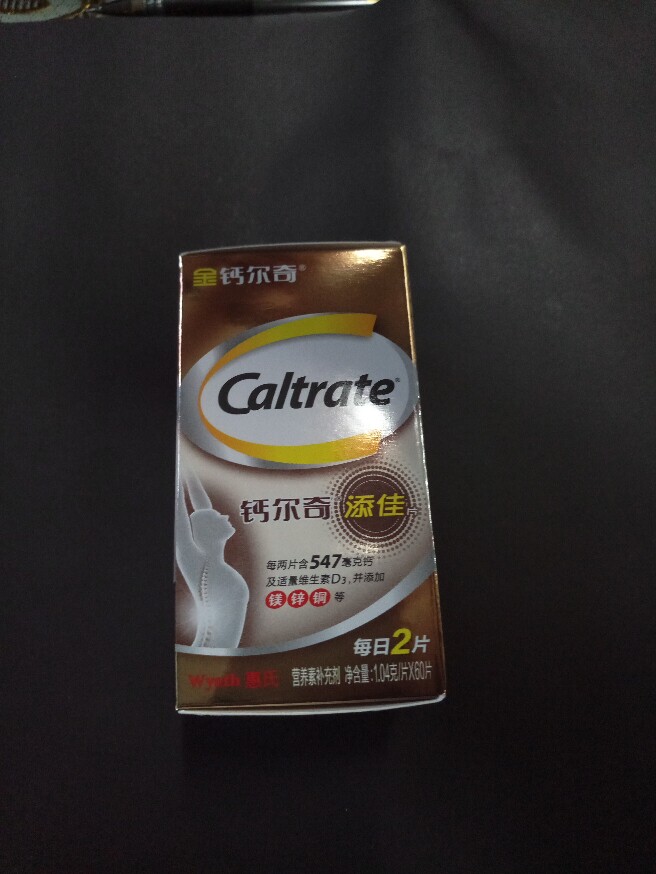 金钙尔奇®
Caltrate®
钙尔奇 添佳片
每两片含547毫克钙
及适量维生素D3,并添加
镁 锌 铜 等
每日2片
Wyeth 惠氏 营养素补充剂 净含量:1.04克/片X60片